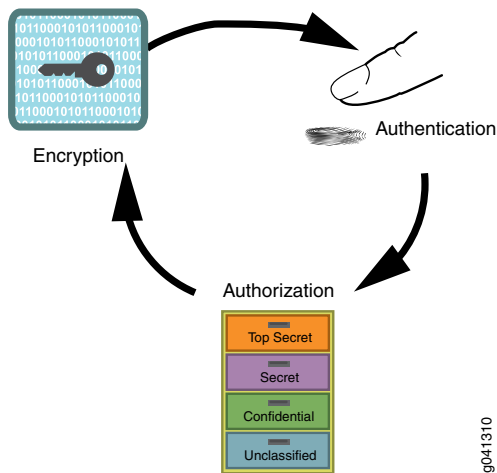 Encryption
Authentication
Authorization
Top Secret
Secret
Confidential
Unclassified
g041310